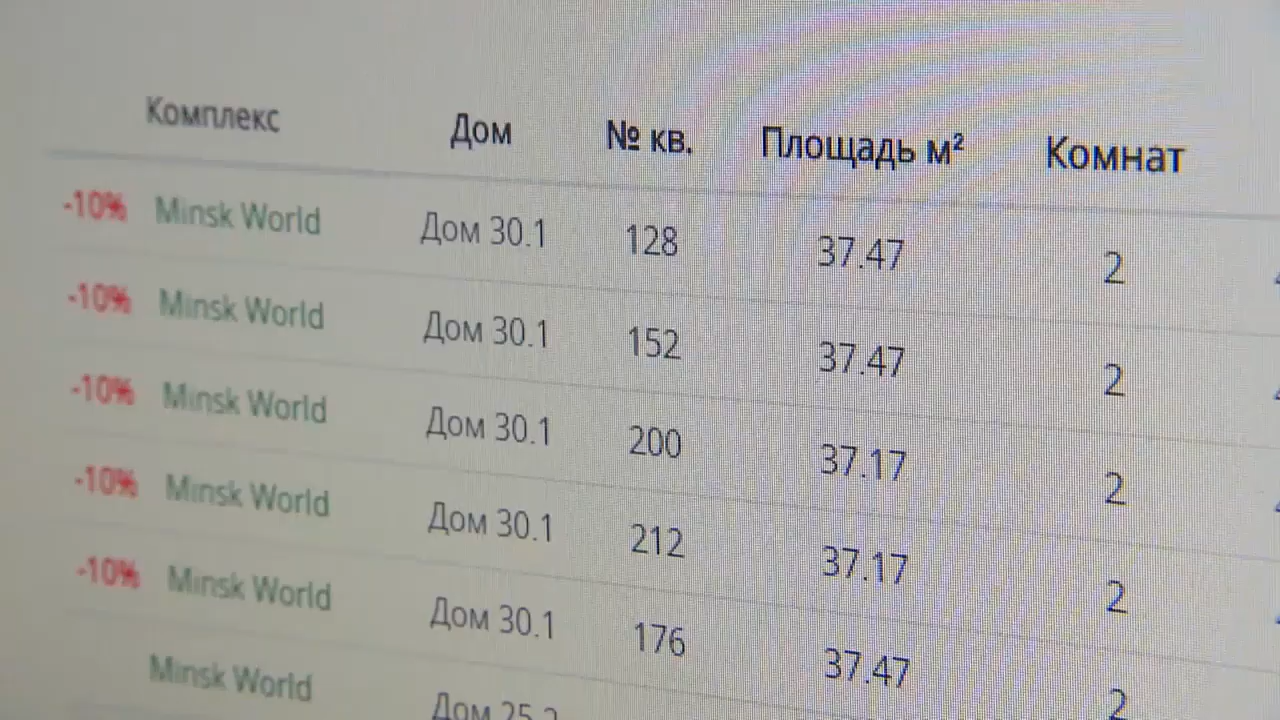 Комплекс Дом № кв. Площадь м² Комнат
-10% Minsk World Дом 30.1 128 37.47 2
-10% Minsk World Дом 30.1 152 37.47 2
-10% Minsk World Дом 30.1 200 37.17 2
-10% Minsk World Дом 30.1 212 37.17 2
-10% Minsk World Дом 30.1 176 37.47 2
Minsk World Дом